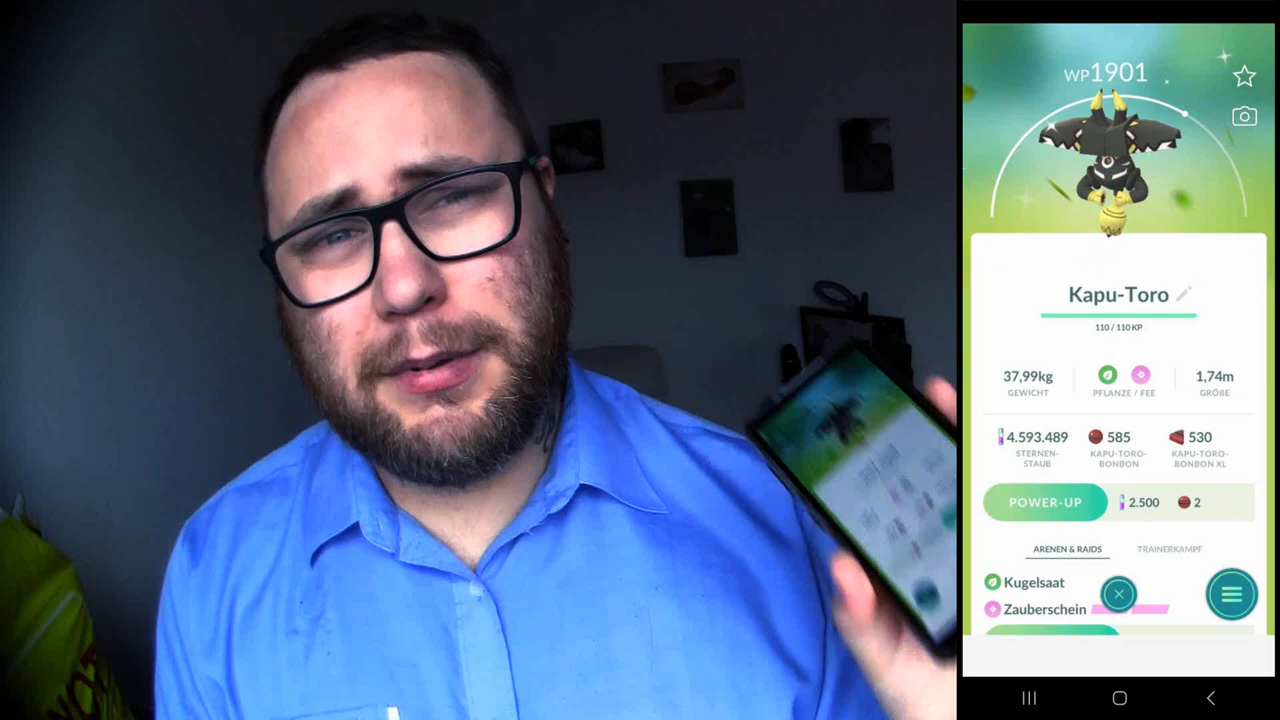 WP1901
Kapu-Toro
110 / 110 KP
37,99kg
GEWICHT
PFLANZE / FEE
1,74m
GRÖßE
4.593.489
STERNEN-
STAUB
585
KAPU-TORO-
BONBON
530
KAPU-TORO-
BONBON XL
POWER-UP
2.500
2
ARENEN & RAIDS
TRAINERKAMPF
Kugelsaat
Zauberschein